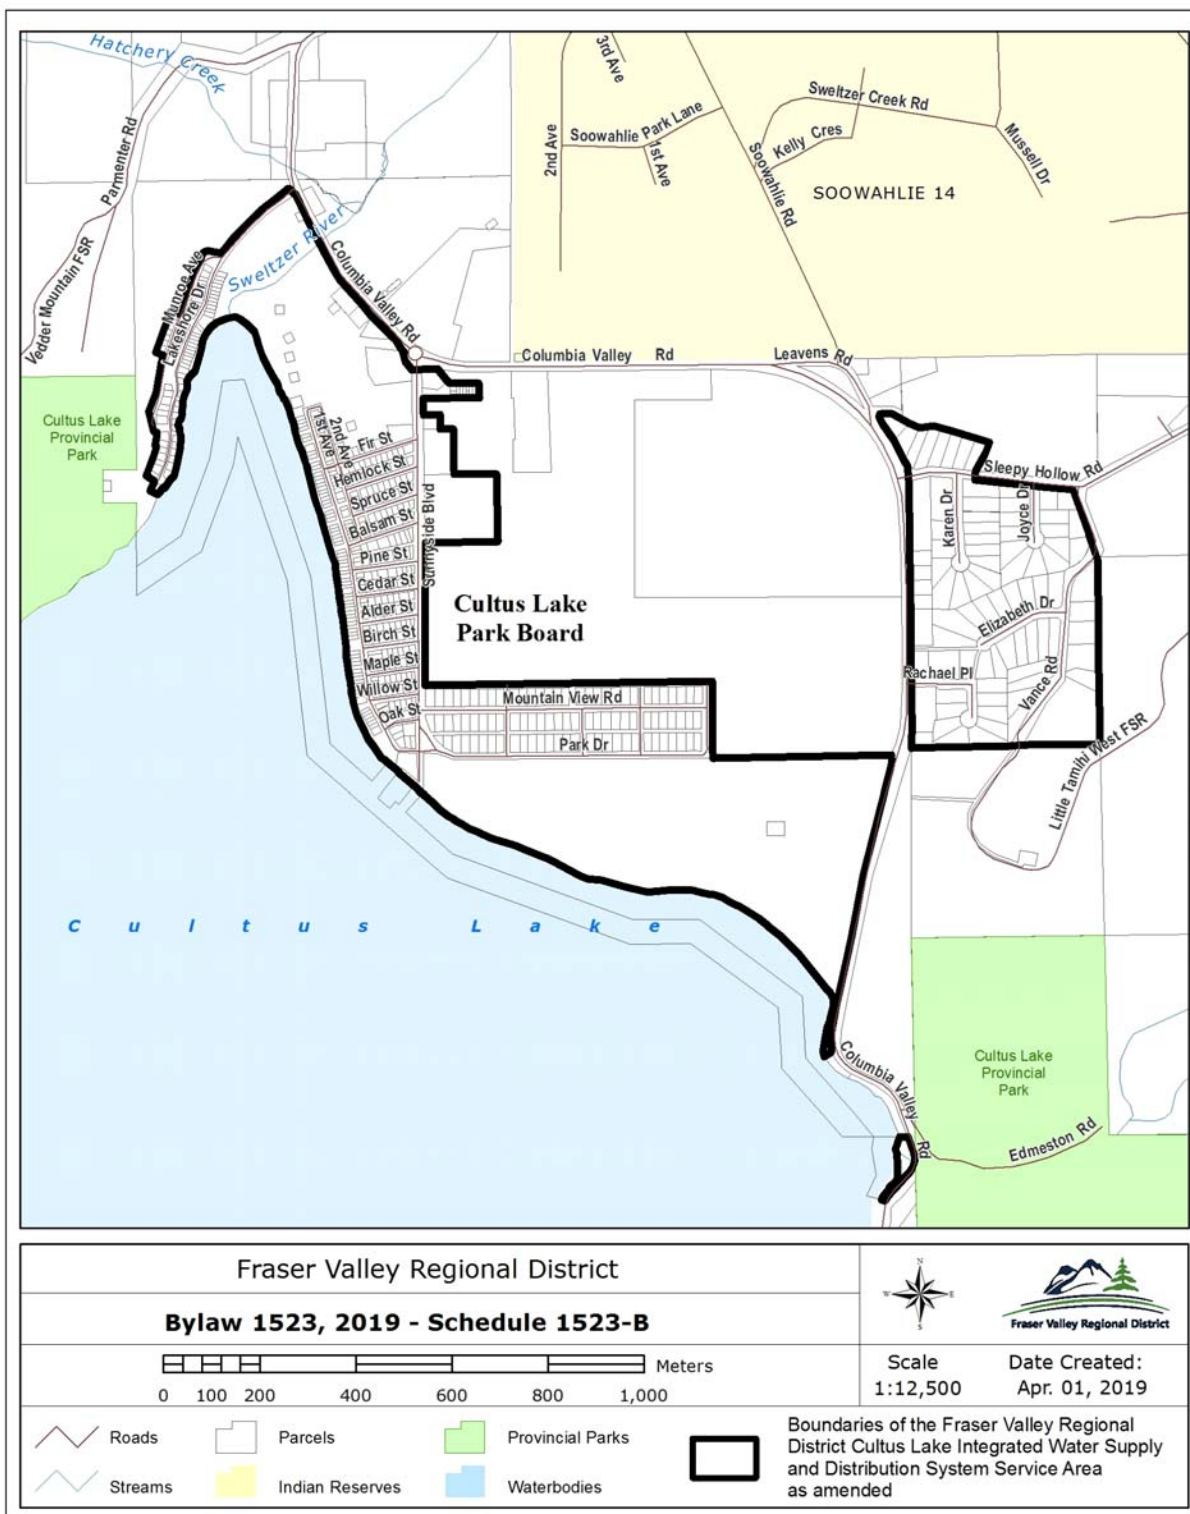 Hatchery Creek
Parmenter Rd
Vedder Mountain FSR
Munroe Ave
Lakeshore Dr
Sweltzer River
Columbia Valley Rd
3rd Ave
2nd Ave
Soowahlie Park Lane
1st Ave
Sweltzer Creek Rd
Kelly Cres
Soowahlie Rd
Mussell Dr
SOOWAHLIE 14
Columbia Valley Rd
Leavens Rd
Cultus Lake
Provincial
Park
1st Ave
2nd Ave
Fir St
Hemlock St
Spruce St
Balsam St
Pine St
Cedar St
Alder St
Birch St
Maple St
Willow St
Oak St
Sunnyside Blvd
Cultus Lake
Park Board
Mountain View Rd
Park Dr
Sleepy Hollow Rd
Karen Dr
Joyce Dr
Elizabeth Dr
Rachael Pl
Vance Rd
Little Tamihi West FSR
Cultus Lake
Columbia Valley Rd
Cultus Lake
Provincial
Park
Edmeston Rd
Fraser Valley Regional District
Bylaw 1523, 2019 - Schedule 1523-B
Meters
0 100 200 400 600 800 1,000
N
W E
S
Fraser Valley Regional District
Scale
1:12,500
Date Created:
Apr. 01, 2019
Roads
Parcels
Provincial Parks
Streams
Indian Reserves
Waterbodies
Boundaries of the Fraser Valley Regional
District Cultus Lake Integrated Water Supply
and Distribution System Service Area
as amended